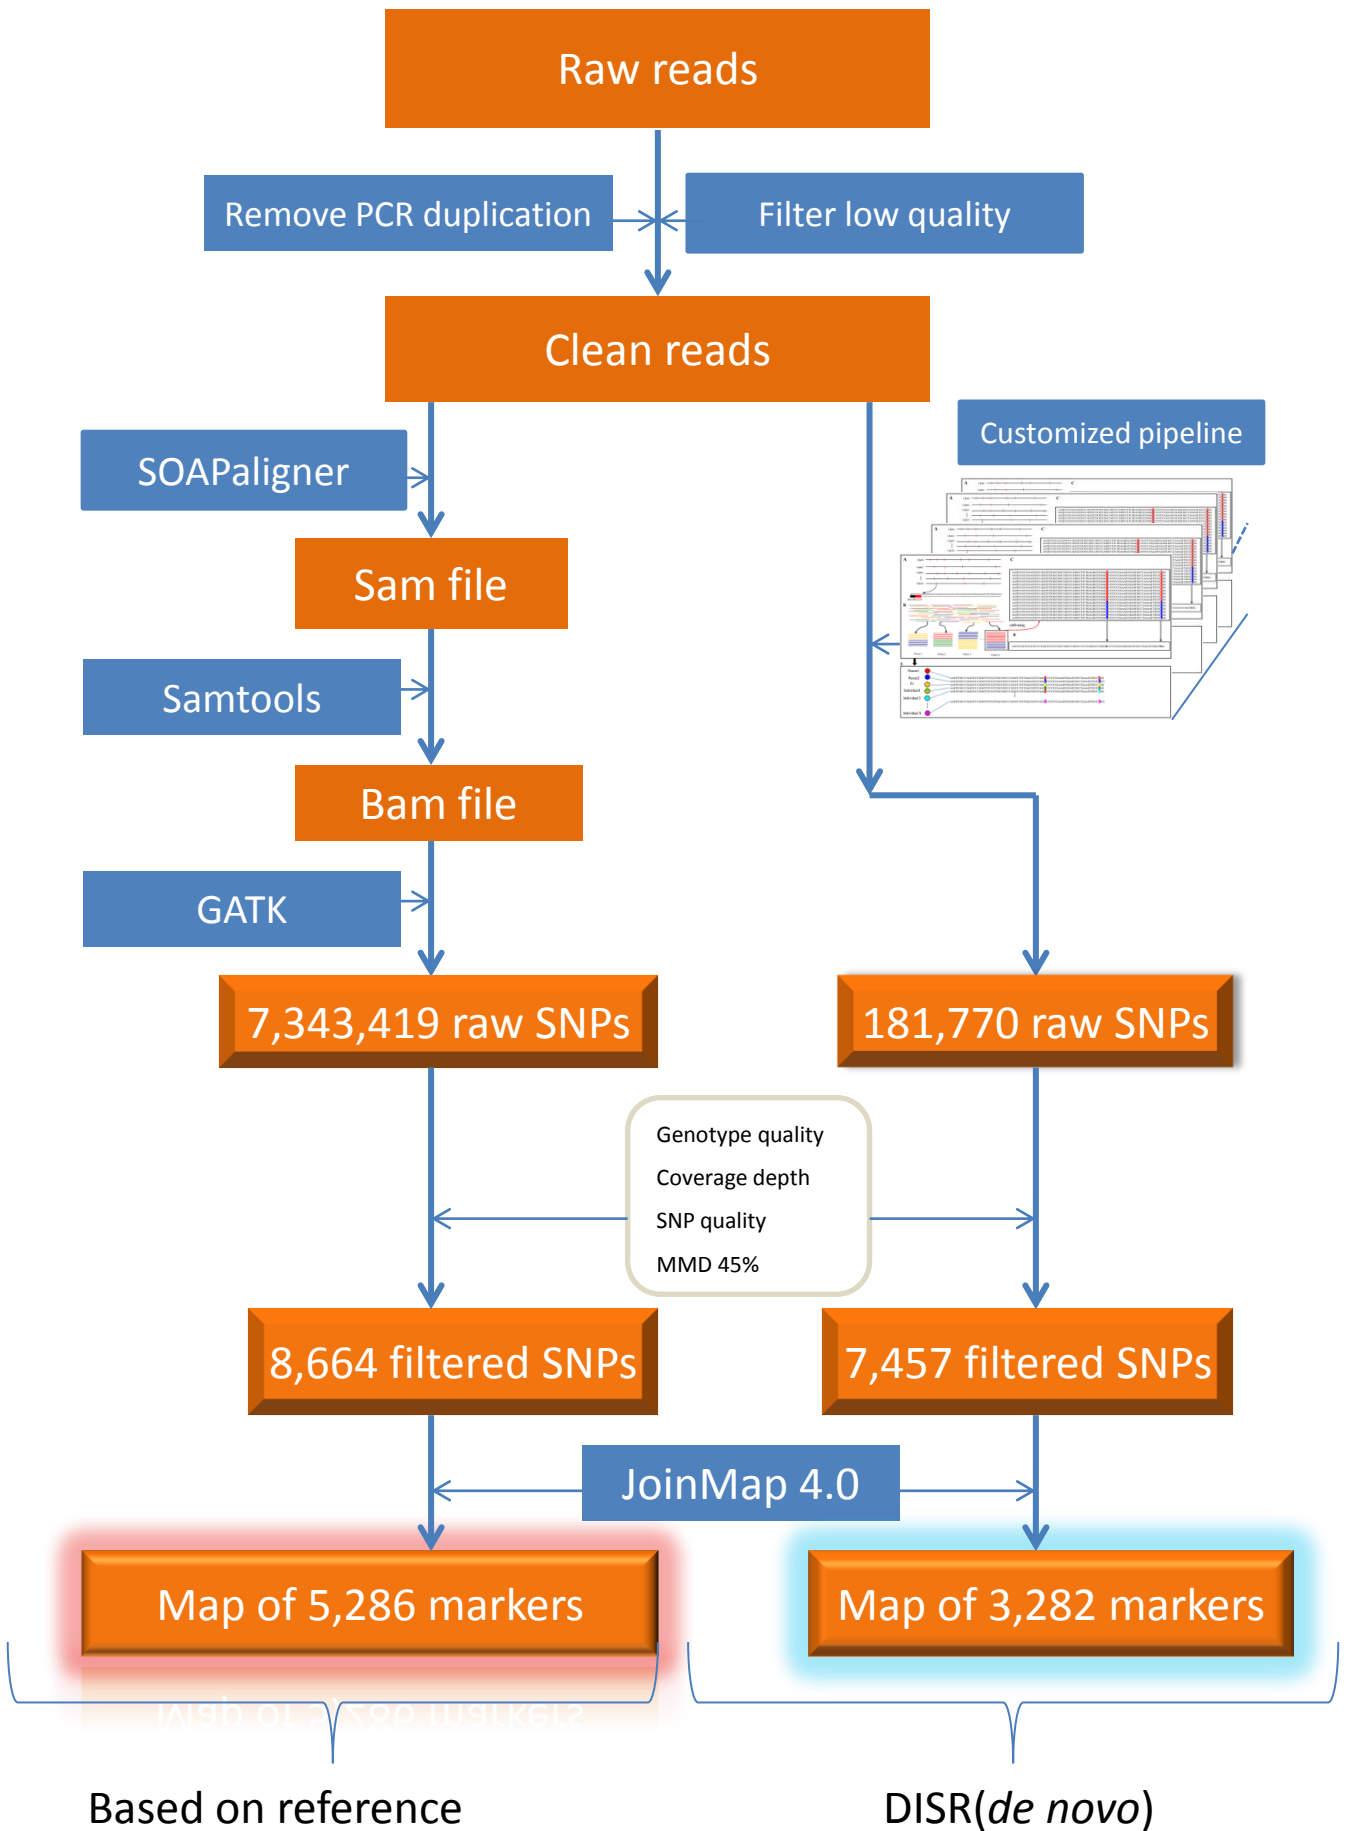 Raw reads
Remove PCR duplication
Filter low quality
Clean reads
SOAPaligner
Customized pipeline
Sam file
Samtools
Bam file
GATK
7,343,419 raw SNPs
181,770 raw SNPs
Genotype quality
Coverage depth
SNP quality
MMD 45%
8,664 filtered SNPs
7,457 filtered SNPs
JoinMap 4.0
Map of 5,286 markers
Map of 3,282 markers
Based on reference
DISR(de novo)